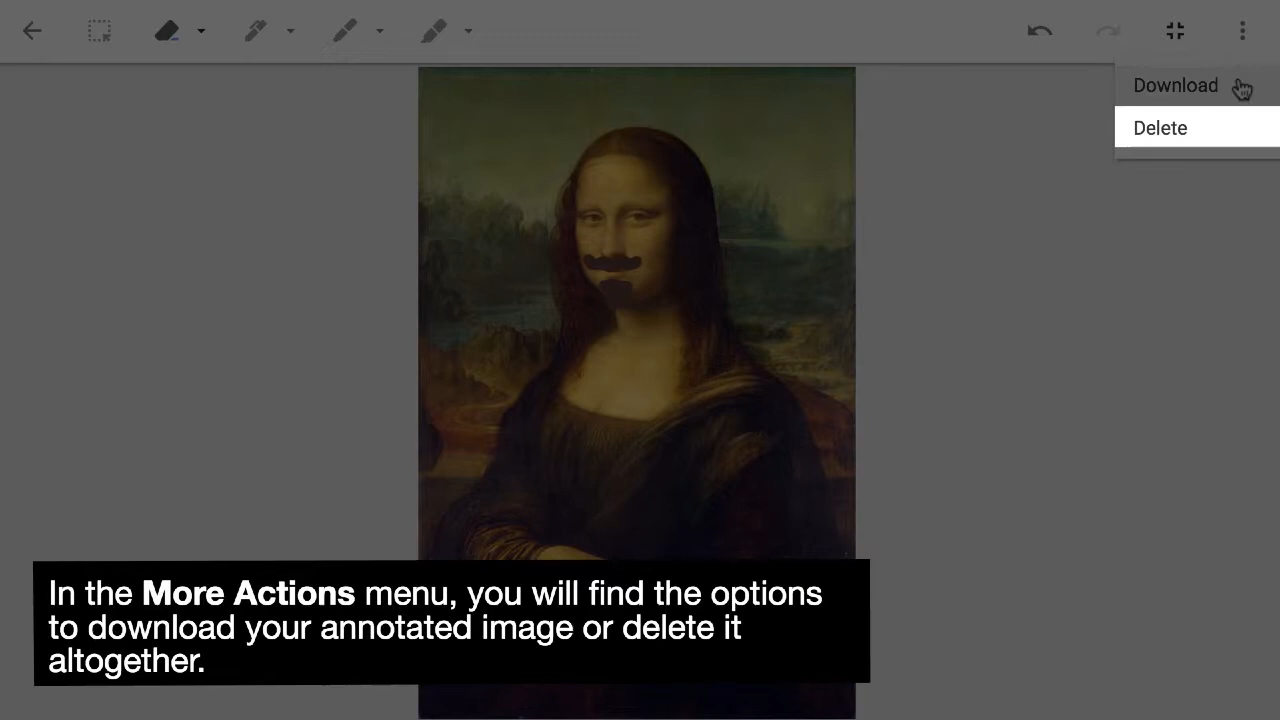 Download
Delete
In the More Actions menu, you will find the options
to download your annotated image or delete it
altogether.